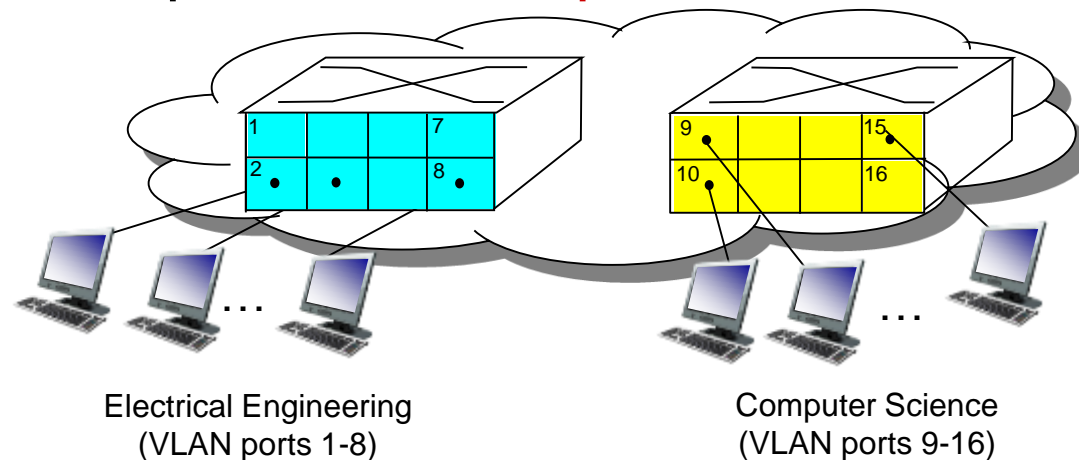 1 7 9 15
2 8 10 16
... ...
Electrical Engineering
(VLAN ports 1-8)
Computer Science
(VLAN ports 9-16)